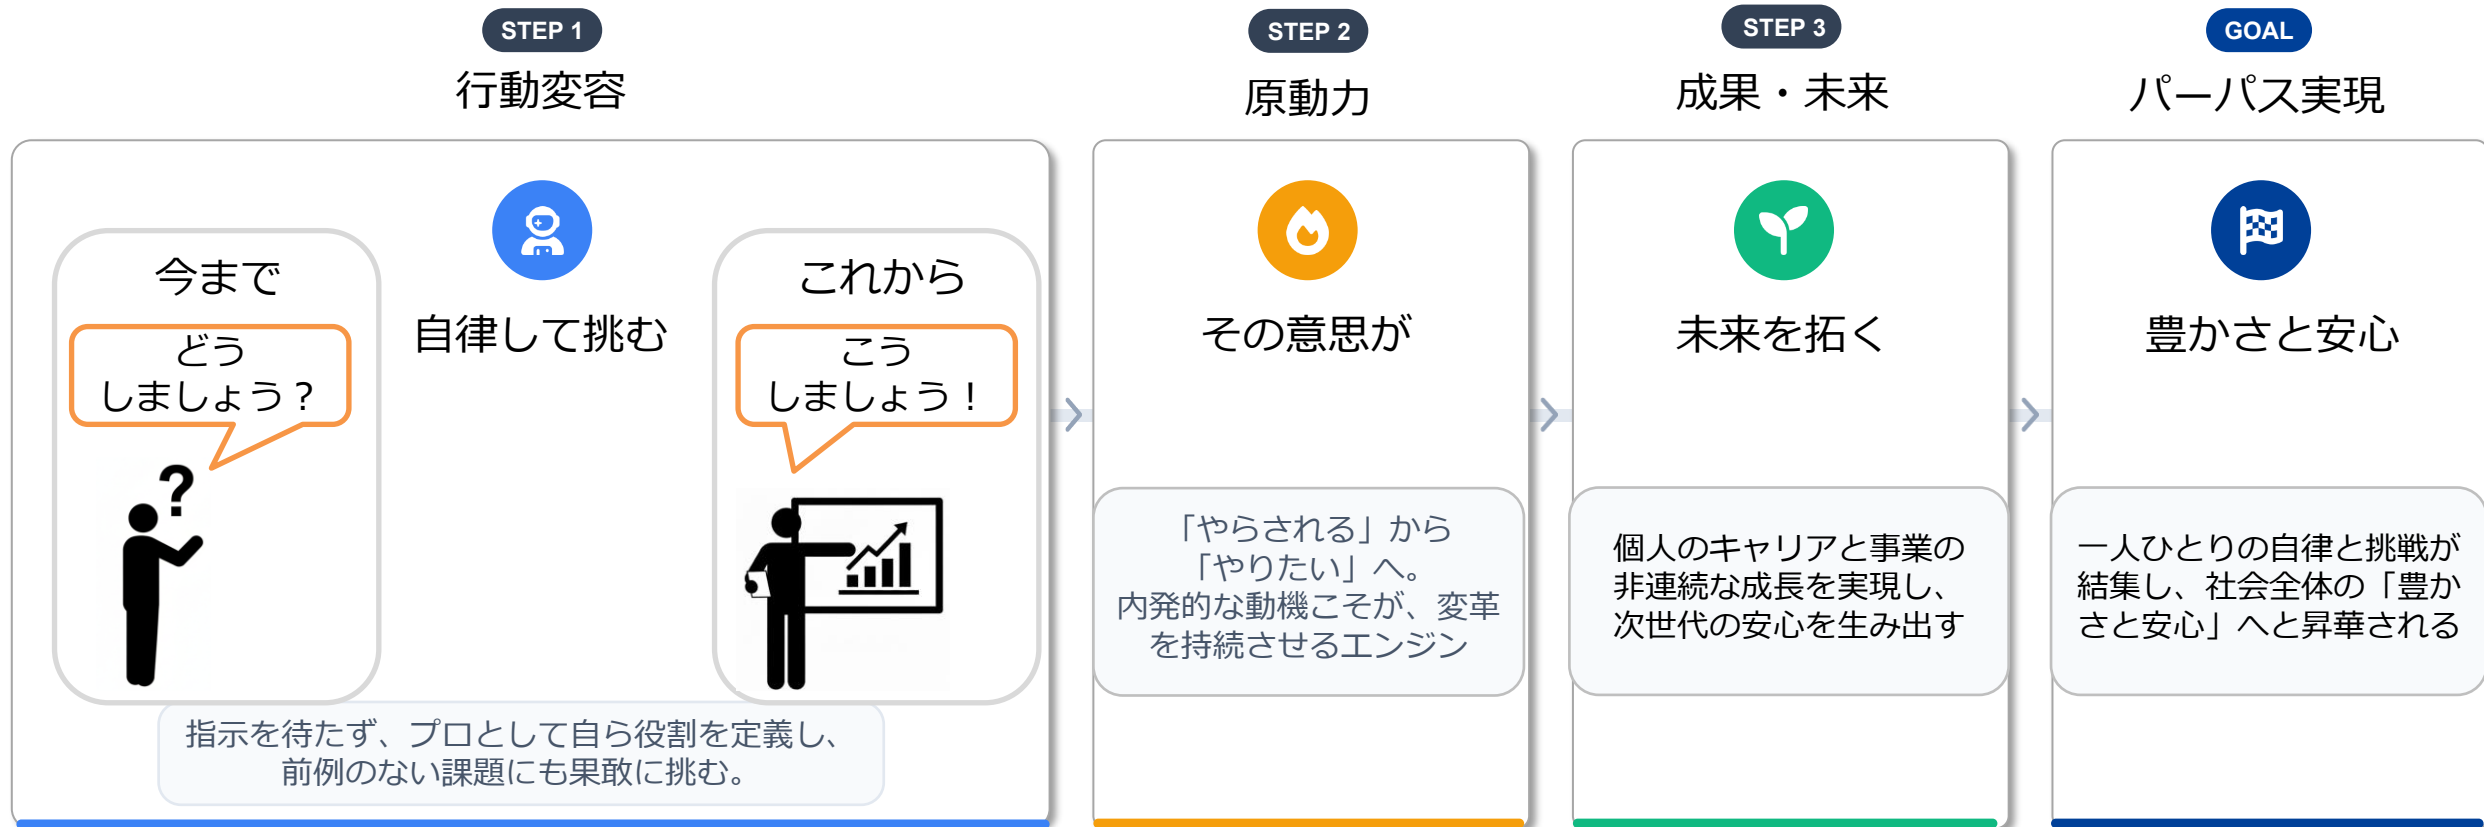 STEP 1
行動変容
今まで
どう
しましょう？
?
自律して挑む
これから
こう
しましょう！
指示を待たず、プロとして自ら役割を定義し、
前例のない課題にも果敢に挑む。
STEP 2
原動力
その意思が
「やらされる」から
「やりたい」へ。
内発的な動機こそが、変革
を持続させるエンジン
STEP 3
成果・未来
未来を拓く
個人のキャリアと事業の
非連続な成長を実現し、
次世代の安心を生み出す
GOAL
パーパス実現
豊かさと安心
一人ひとりの自律と挑戦が
結集し、社会全体の「豊か
さと安心」へと昇華される